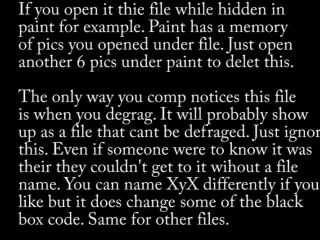 If you open it thie file while hidden in
paint for example. Paint has a memory
of pics you opened under file. Just open
another 6 pics under paint to delet this.
The only way you comp notices this file
is when you degrag. It will probably show
up as a file that cant be defraged. Just ignor
this. Even if someone were to know it was
their they couldn't get to it wihout a file
name. You can name XyX differently if you
like but it does change some of the black
box code. Same for other files.